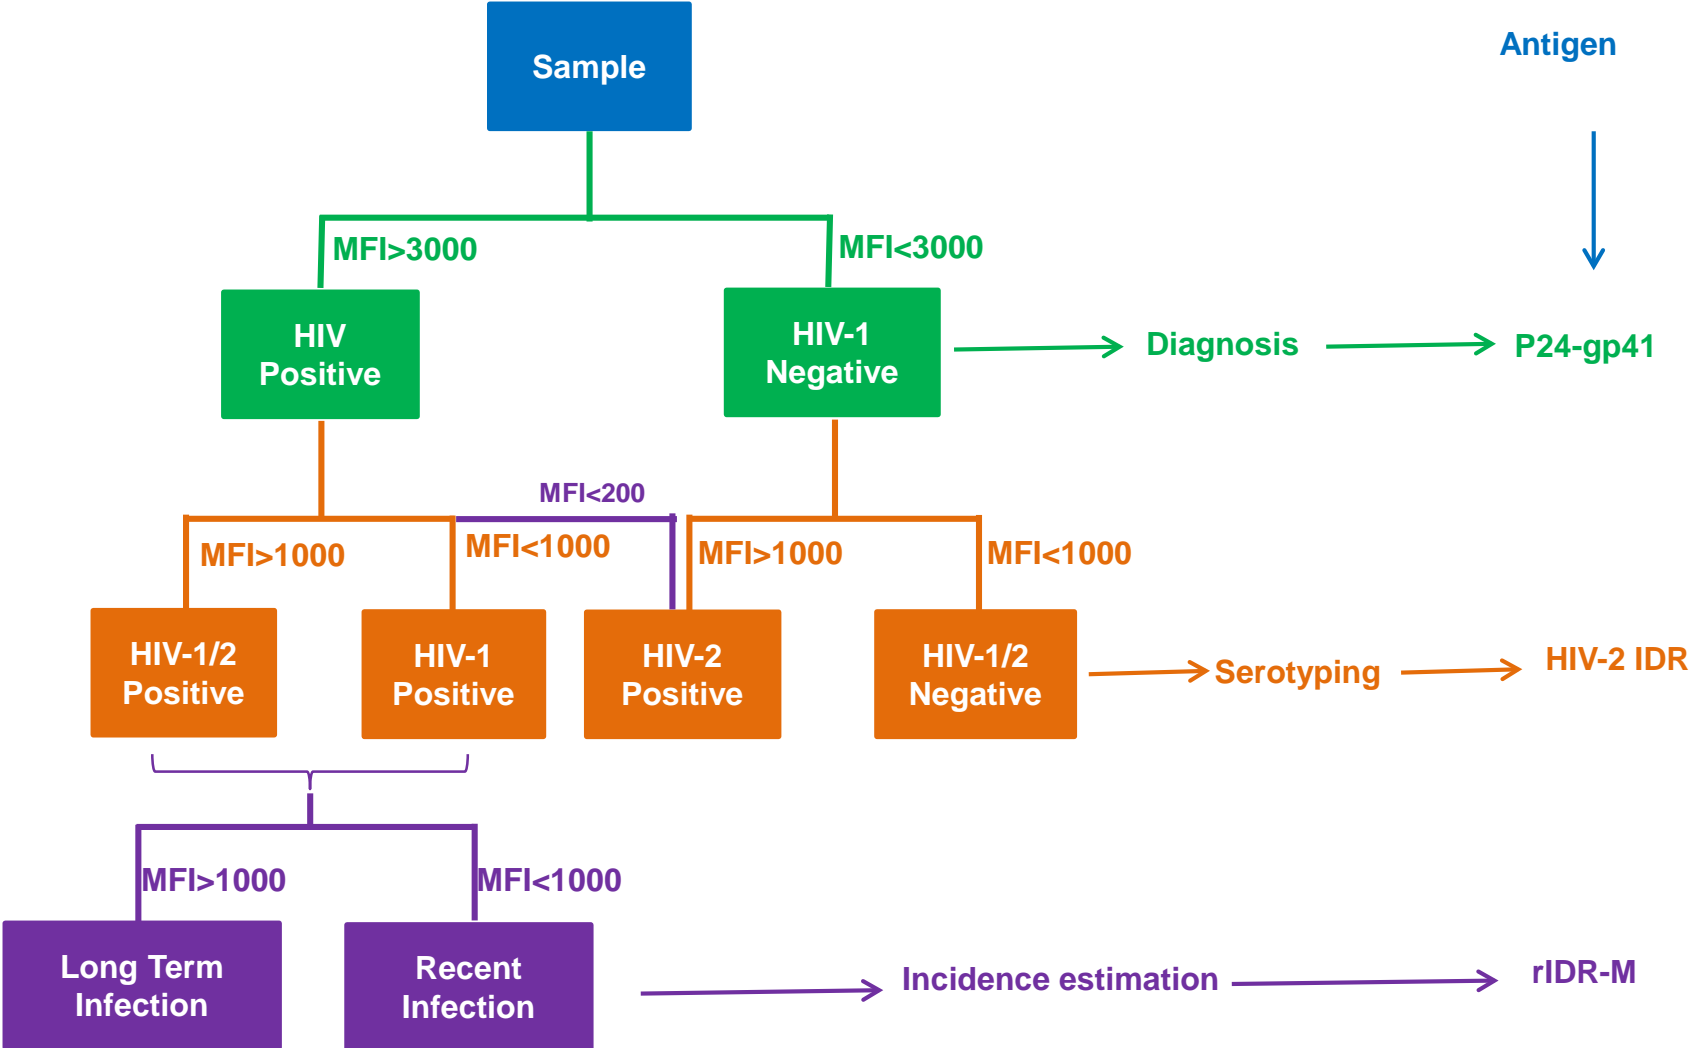 Sample
Antigen
MFI>3000
MFI<3000
HIV
Positive
HIV-1
Negative
Diagnosis
P24-gp41
MFI<200
MFI>1000
MFI<1000
MFI>1000
MFI<1000
HIV-1/2
Positive
HIV-1
Positive
HIV-2
Positive
HIV-1/2
Negative
Serotyping
HIV-2 IDR
MFI>1000
MFI<1000
Long Term
Infection
Recent
Infection
Incidence estimation
rIDR-M